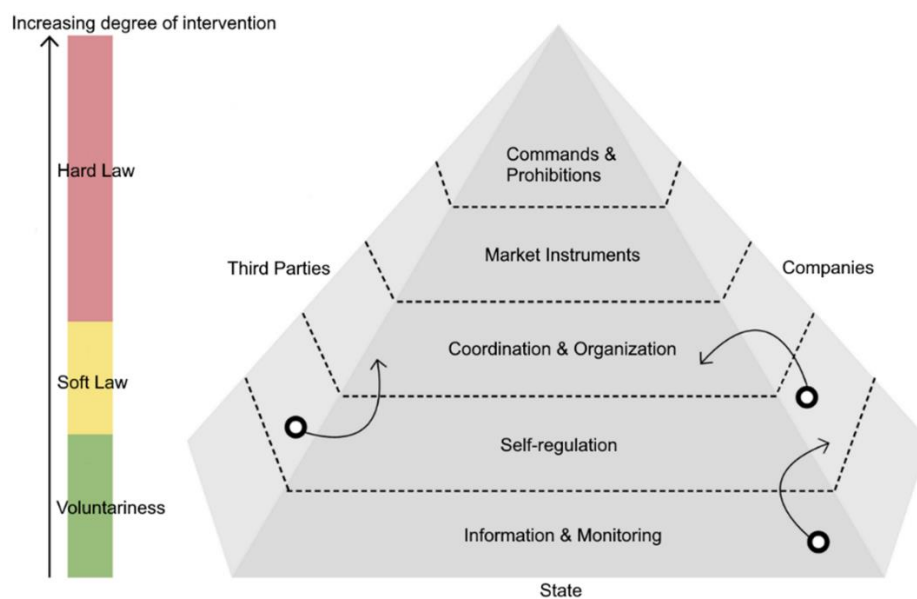 Increasing degree of intervention
Hard Law
Commands &
Prohibitions
Market Instruments
Third Parties
Companies
Coordination & Organization
Soft Law
Self-regulation
Voluntariness
Information & Monitoring
State